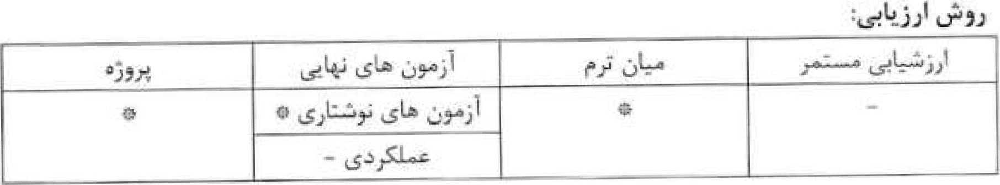 روش ارزیابی:
ارزشیابی مستمر میان ترم آزمون های نهایی پروژه
- * آزمون های نوشتاری * *
عملکردی -